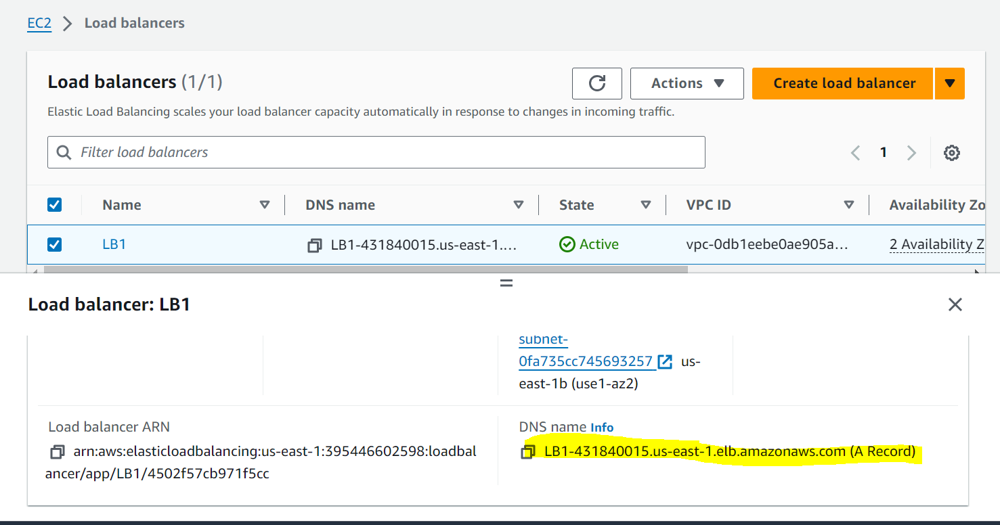 EC2 > Load balancers
Load balancers (1/1)
Actions
Create load balancer
Elastic Load Balancing scales your load balancer capacity automatically in response to changes in incoming traffic.
Filter load balancers
1
Name DNS name State VPC ID Availability Zo
LB1 LB1-431840015.us-east-1.... Active vpc-0db1eebe0ae905a... 2 Availability Z
Load balancer: LB1
subnet-
0fa735cc745693257 us-
east-1b (use1-az2)
Load balancer ARN
arn:aws:elasticloadbalancing:us-east-1:395446602598:loadbal
ancer/app/LB1/4502f57cb971f5cc
DNS name Info
LB1-431840015.us-east-1.elb.amazonaws.com (A Record)